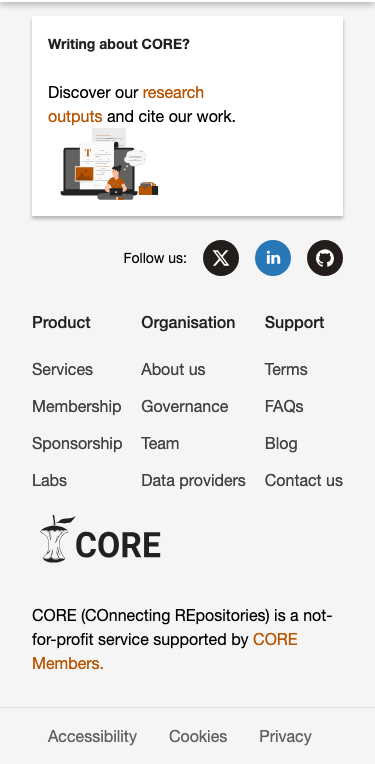 Writing about CORE?
Discover our research
outputs and cite our work.
T
Follow us:
Product
Services
Membership
Sponsorship
Labs
Organisation
About us
Governance
Team
Data providers
Support
Terms
FAQs
Blog
Contact us
CORE
CORE (COnnecting REpositories) is a not-
for-profit service supported by CORE
Members.
Accessibility Cookies Privacy